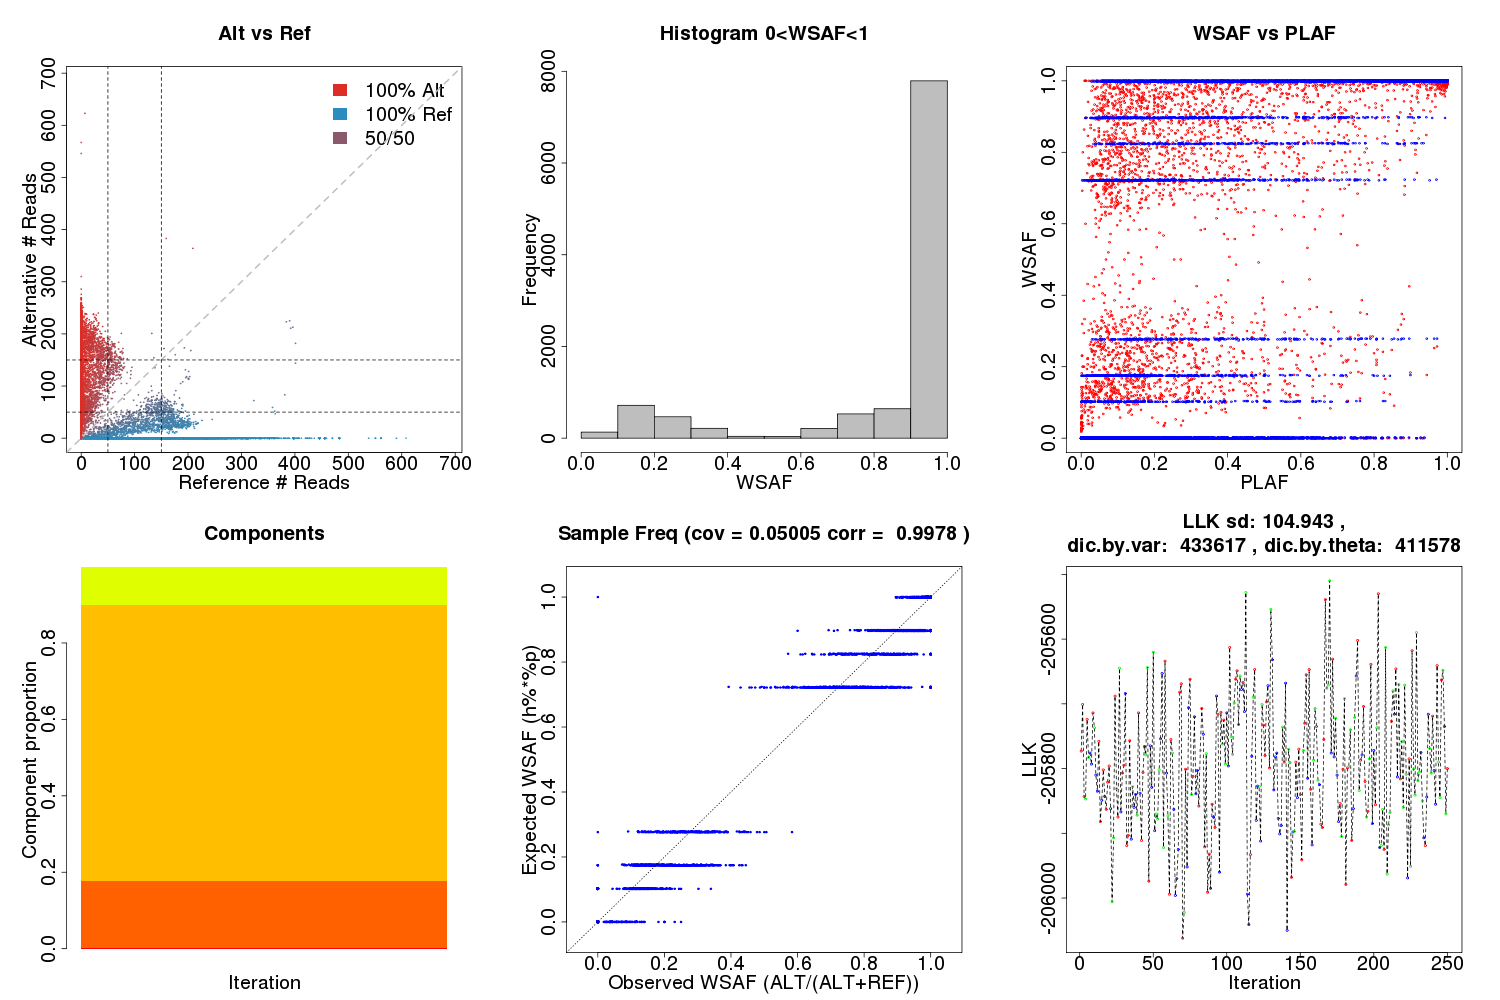 Alt vs Ref
700
600
500
400
300
200
100
0
Alternative # Reads
100% Alt
100% Ref
50/50
0 100 200 300 400 500 600 700
Reference # Reads
Histogram 0<WSAF<1
8000
6000
4000
2000
0
Frequency
0.0 0.2 0.4 0.6 0.8 1.0
WSAF
WSAF vs PLAF
1.0
0.8
0.6
0.4
0.2
0.0
WSAF
0.0 0.2 0.4 0.6 0.8 1.0
PLAF
Components
0.8
0.6
0.4
0.2
0.0
Component proportion
Iteration
Sample Freq (cov = 0.05005 corr = 0.9978 )
1.0
0.8
0.6
0.4
0.2
0.0
Expected WSAF (h%*%p)
0.0 0.2 0.4 0.6 0.8 1.0
Observed WSAF (ALT/(ALT+REF))
LLK sd: 104.943 ,
dic.by.var: 433617 , dic.by.theta: 411578
-205600
-205800
-206000
LLK
0 50 100 150 200 250
Iteration